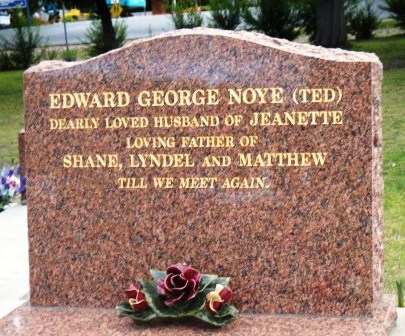 EDWARD GEORGE NOYE (TED)
DEARLY LOVED HUSBAND OF JEANETTE
LOVING FATHER OF
SHANE, LYNDEL AND MATTHEW
TILL WE MEET AGAIN.